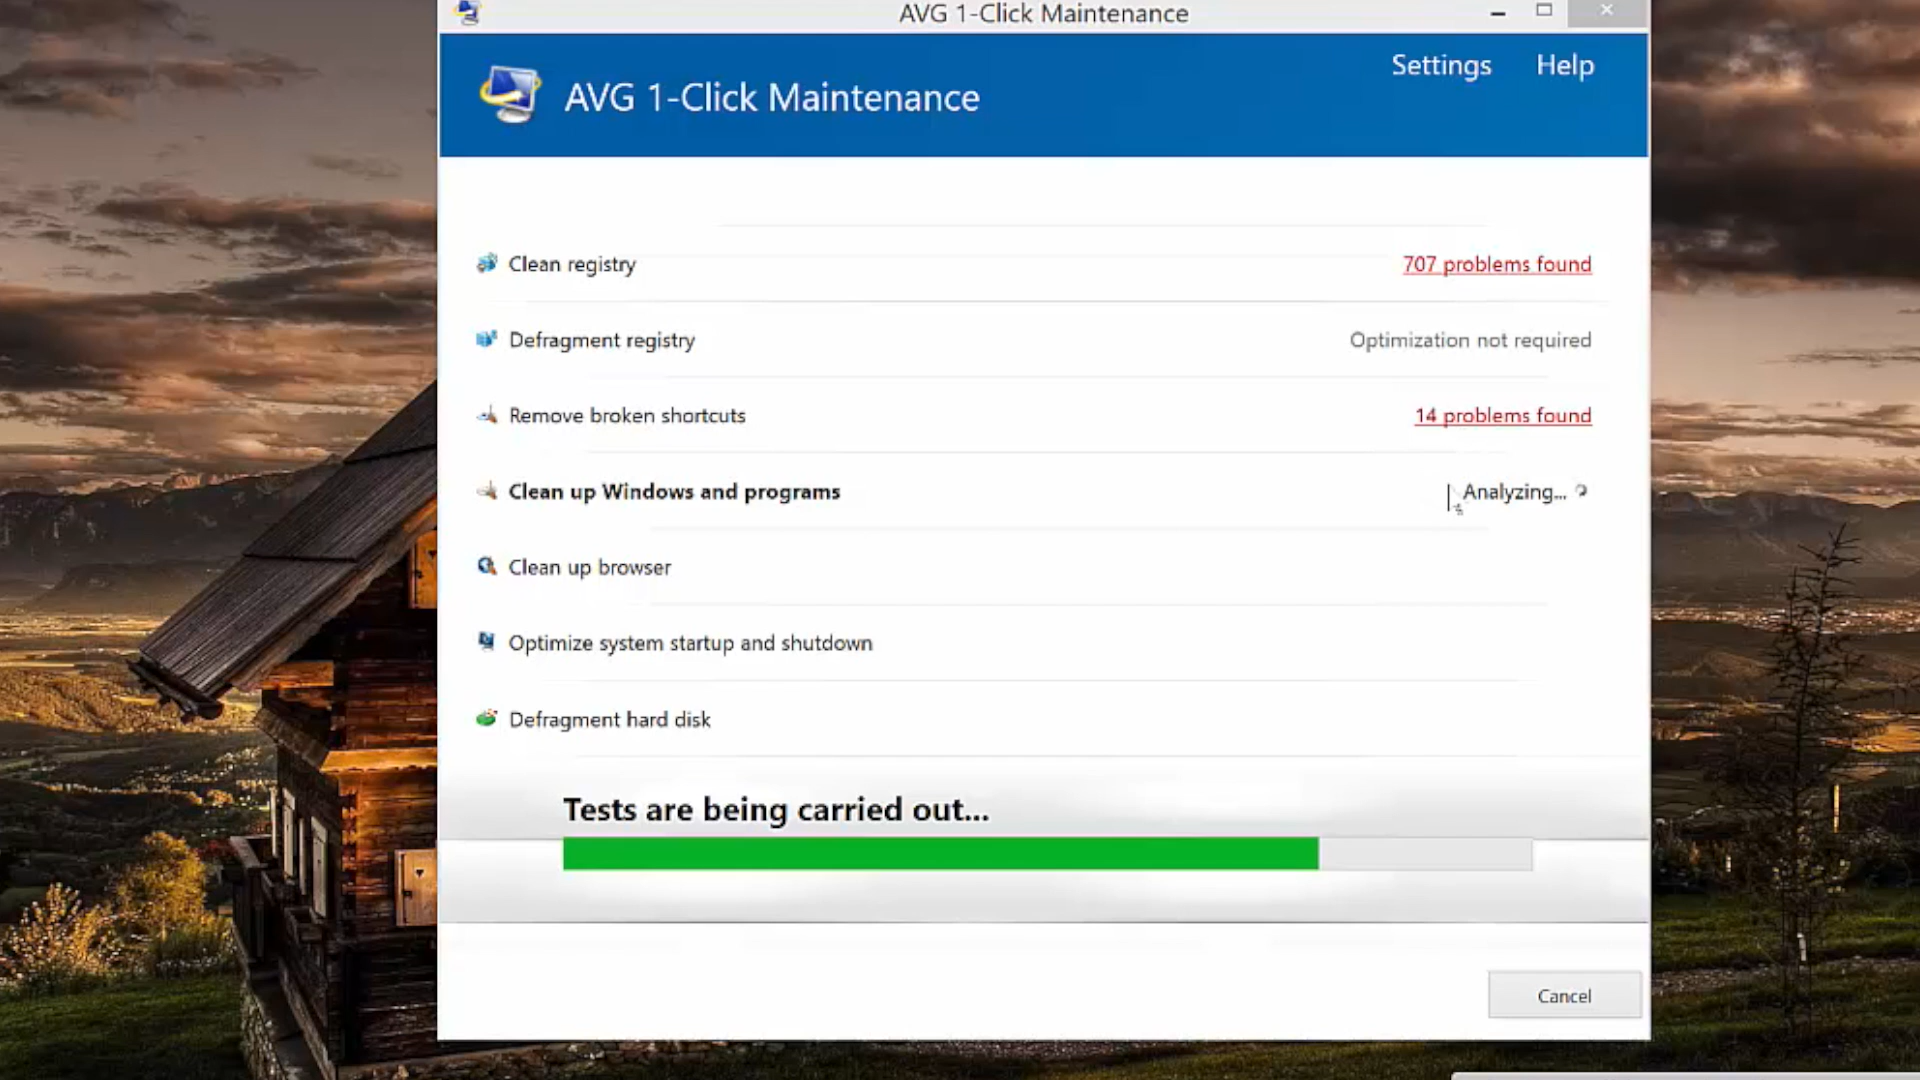 AVG 1-Click Maintenance
Settings Help
AVG 1-Click Maintenance
Clean registry 707 problems found
Defragment registry Optimization not required
Remove broken shortcuts 14 problems found
Clean up Windows and programs Analyzing...
Clean up browser
Optimize system startup and shutdown
Defragment hard disk
Tests are being carried out...
Cancel